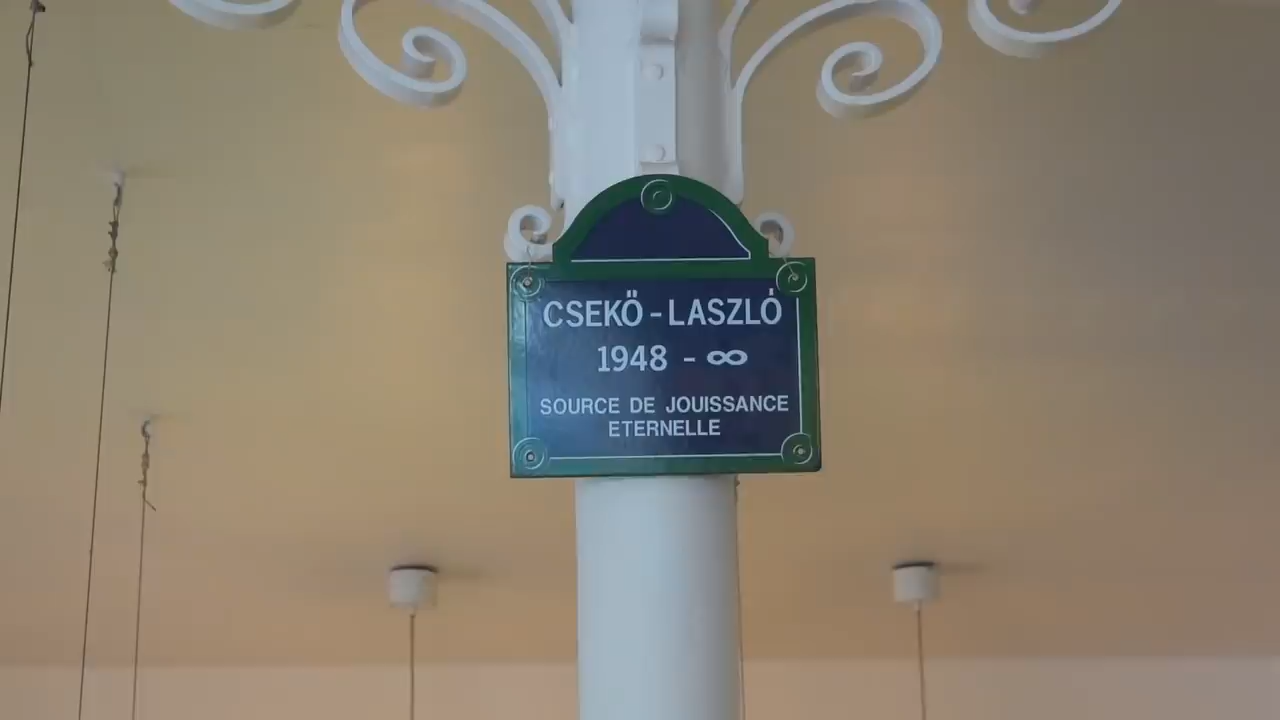 CSEKÖ - LASZLÓ
1948 - ∞
SOURCE DE JOUISSANCE
ETERNELLE